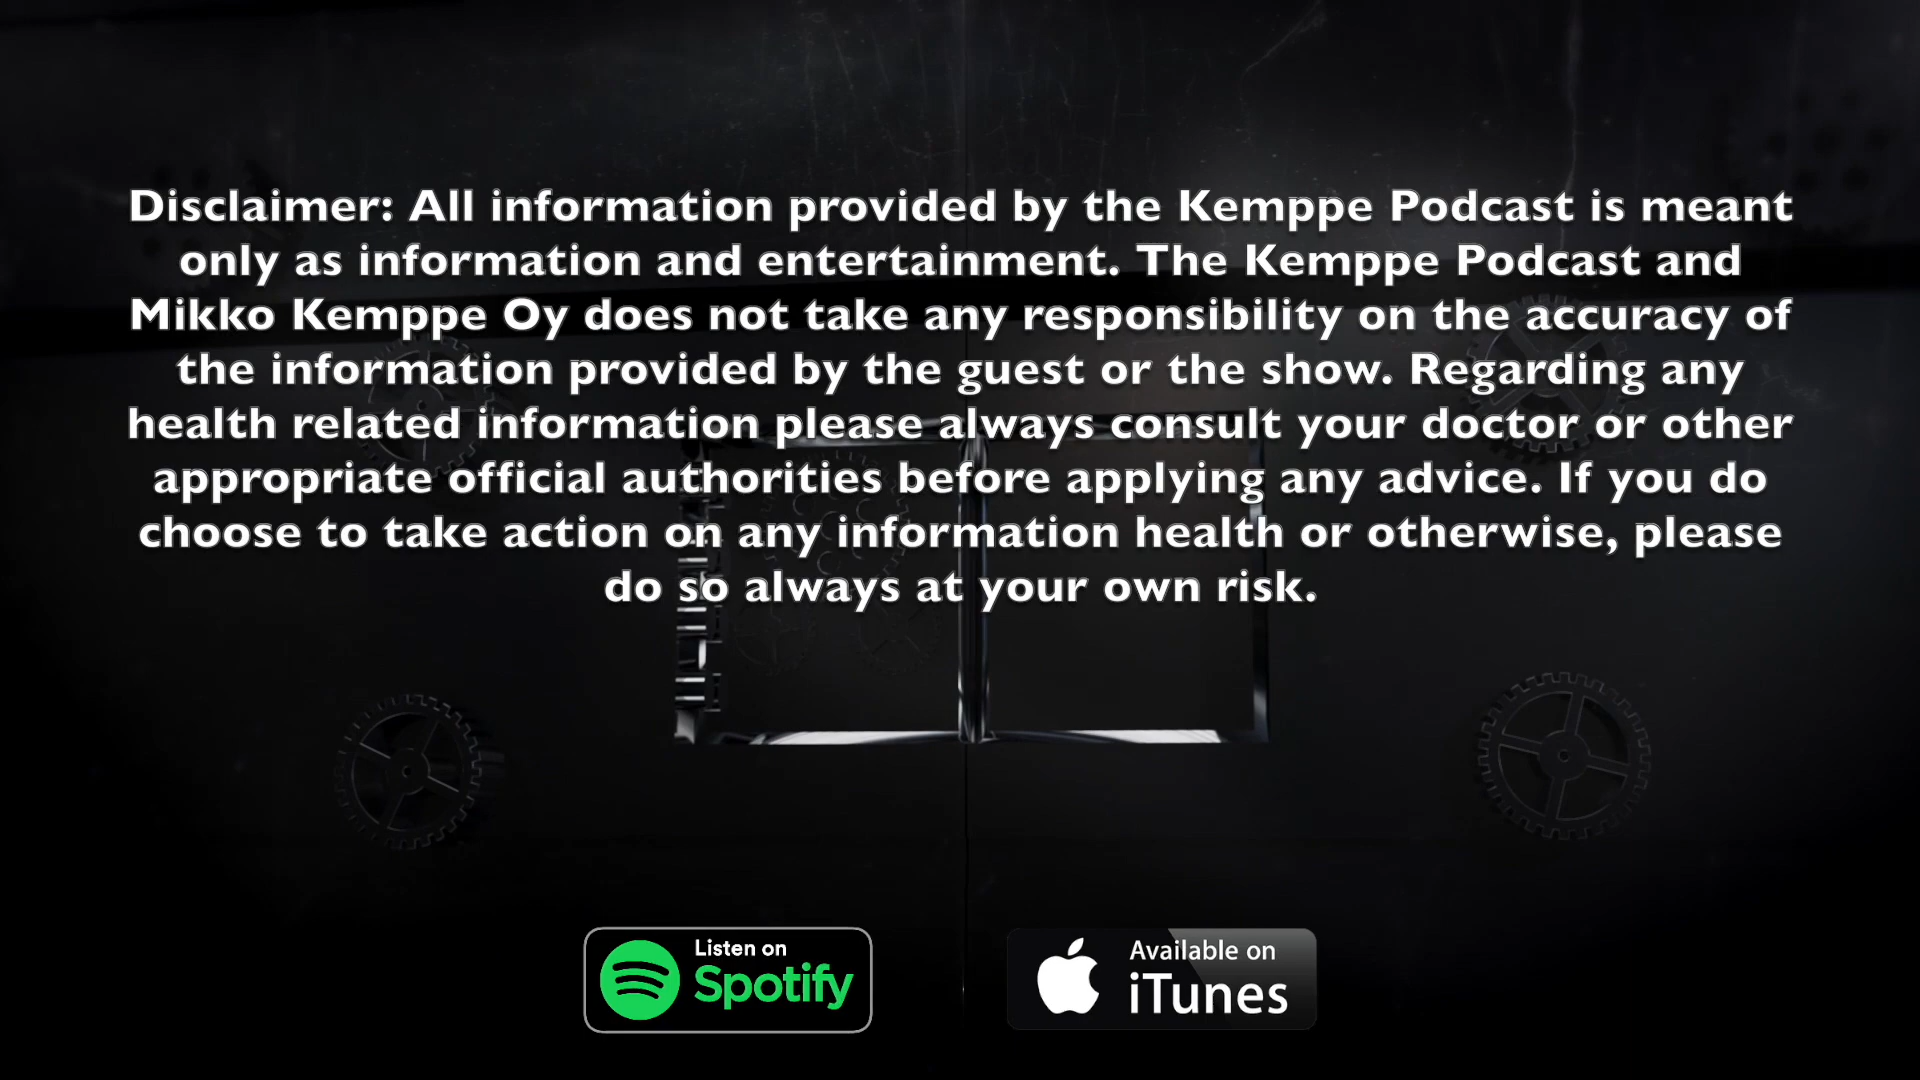 Disclaimer: All information provided by the Kemppe Podcast is meant
only as information and entertainment. The Kemppe Podcast and
Mikko Kemppe Oy does not take any responsibility on the accuracy of
the information provided by the guest or the show. Regarding any
health related information please always consult your doctor or other
appropriate official authorities before applying any advice. If you do
choose to take action on any information health or otherwise, please
do so always at your own risk.
Listen on
Spotify
Available on
iTunes